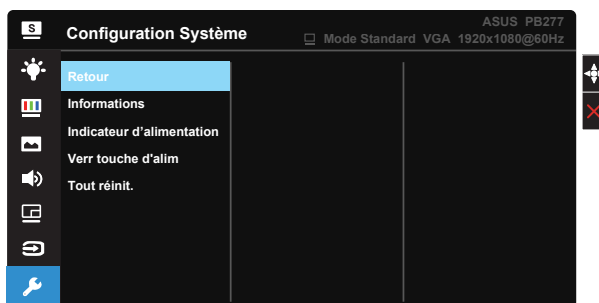 S
Configuration Système
ASUS PB277
Mode Standard VGA 1920x1080@60Hz
Retour
Informations
Indicateur d’alimentation
Verr touche d'alim
Tout réinit.